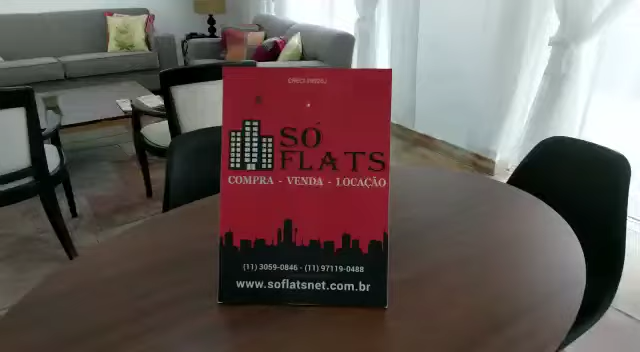 SÓ
FLATS
COMPRA - VENDA - LOCAÇÃO
(11) 3059-0846 - (11) 97119-0488
www.soflatsnet.com.br